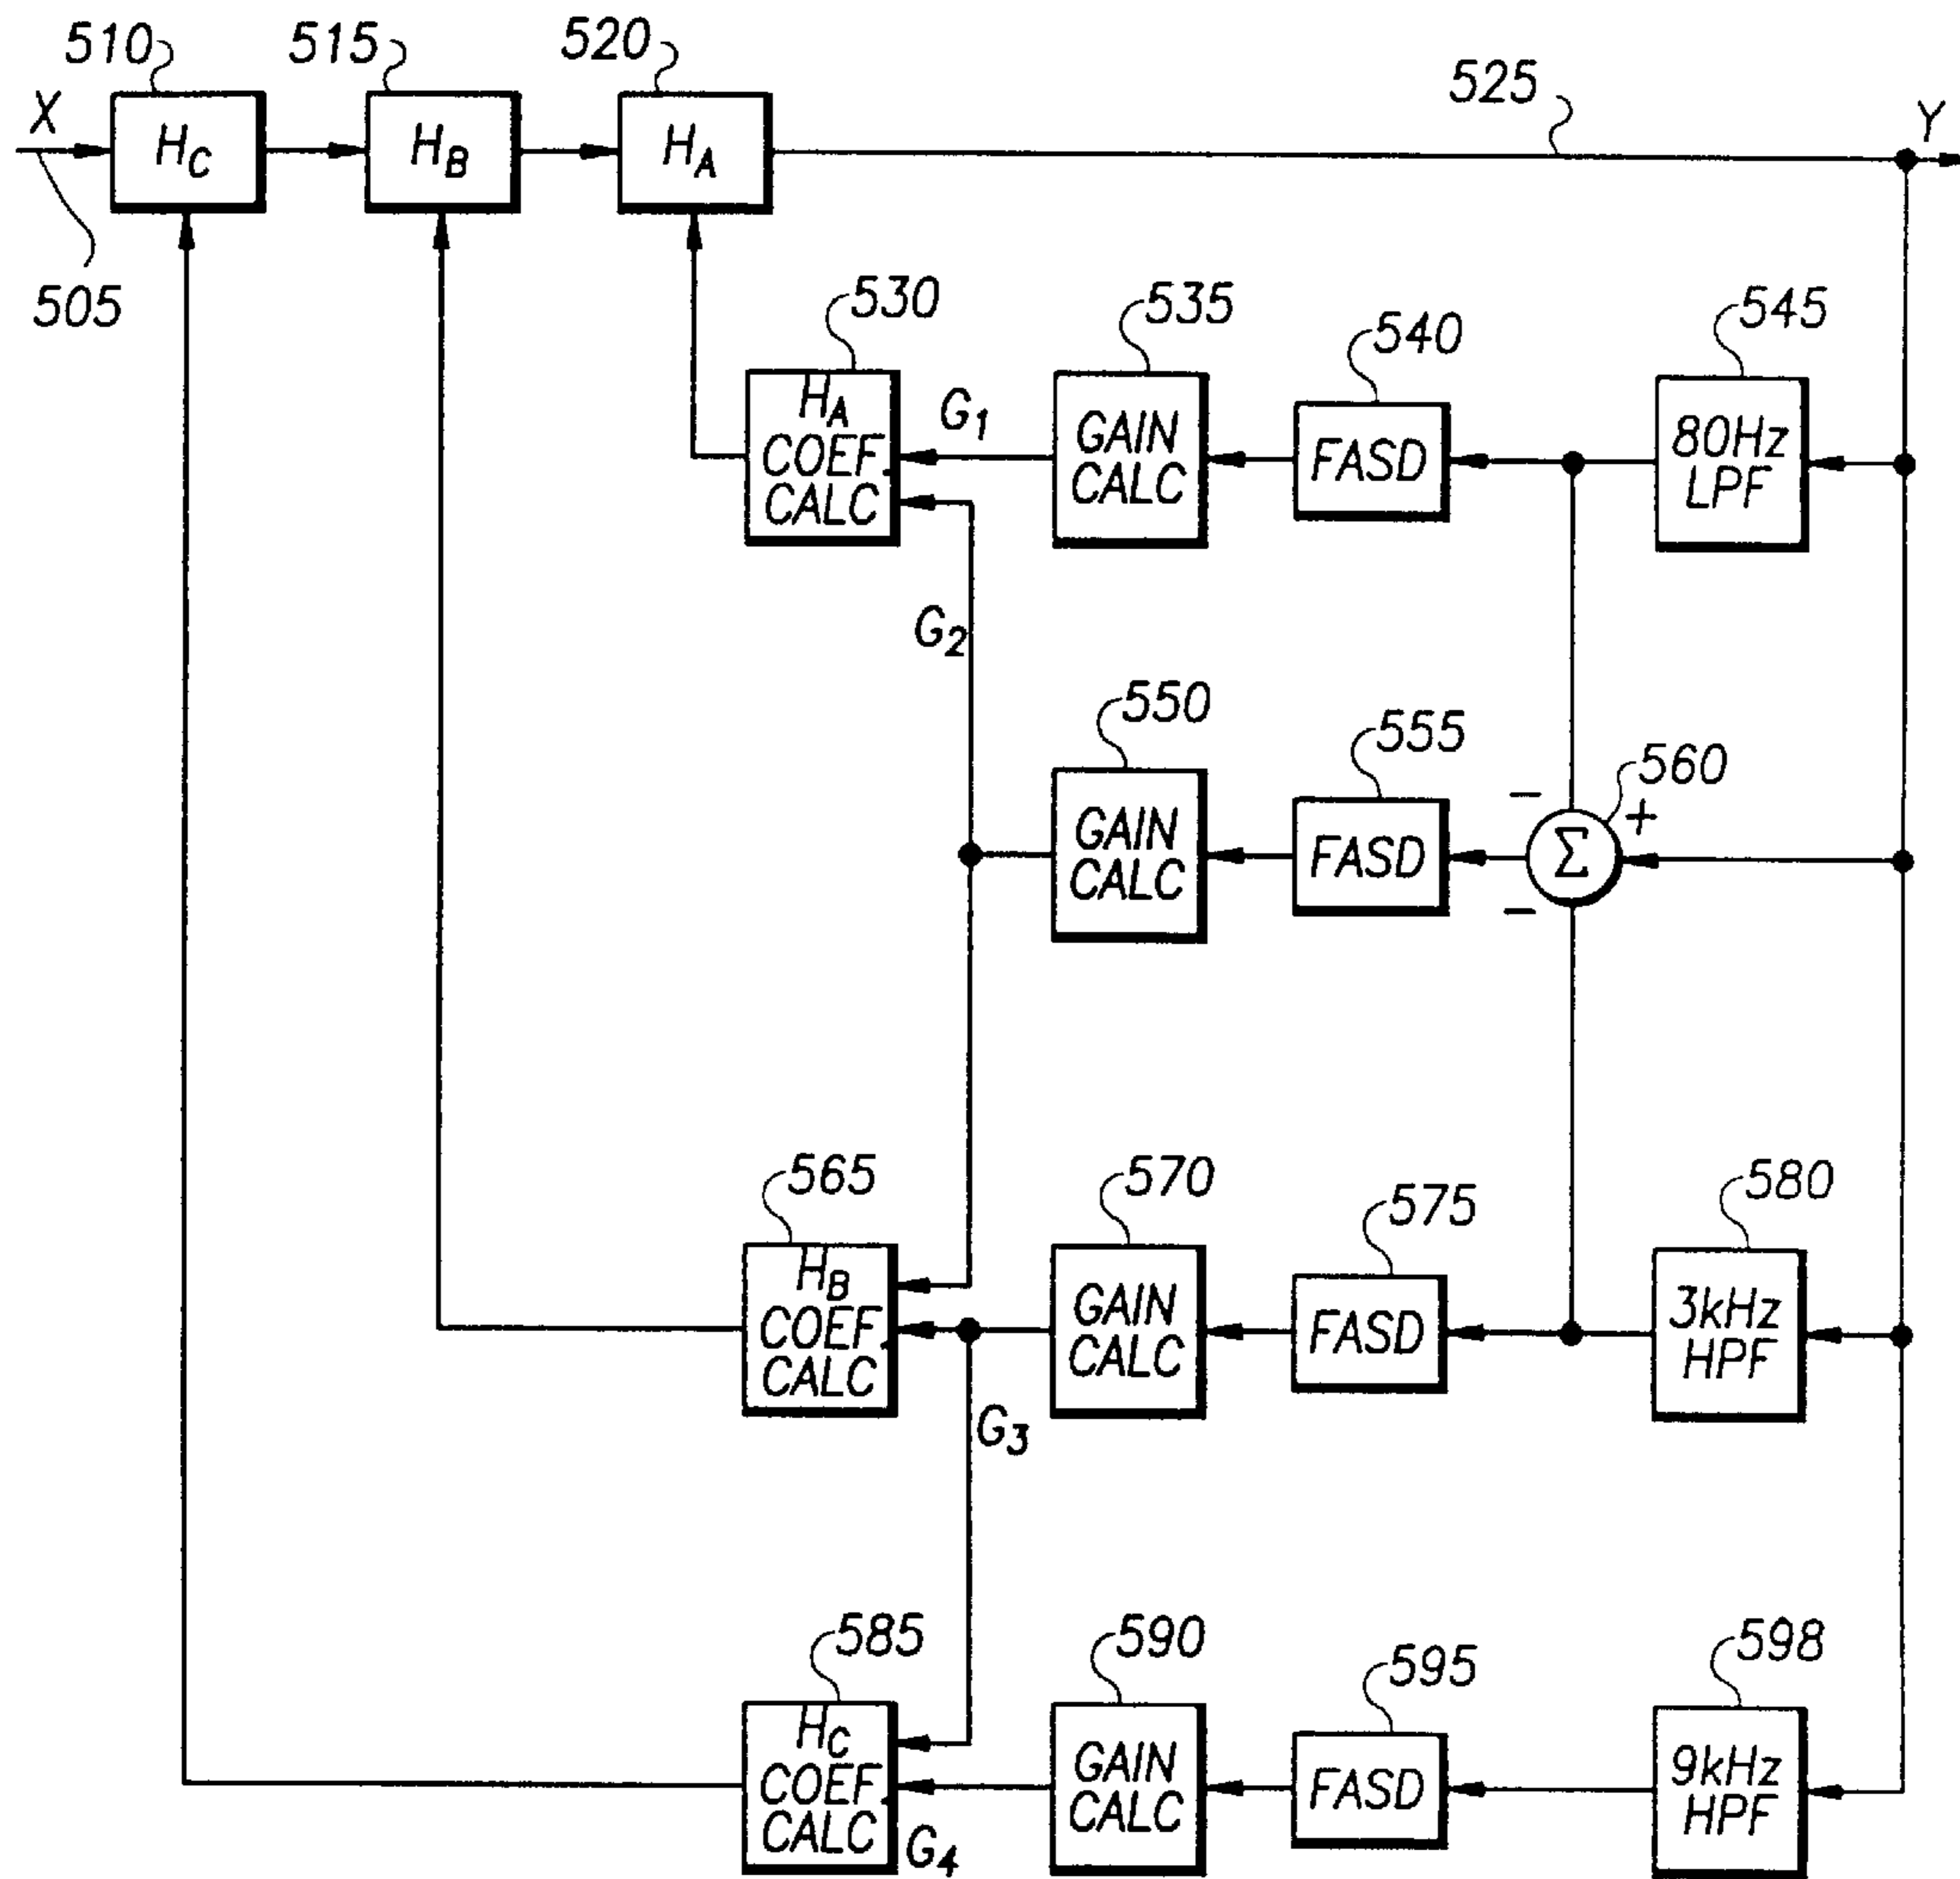 510 515 520
525
X H_C H_B H_A Y
505
530 535 540 545
H_A
COEF
CALC
G_1
GAIN
CALC
FASD
80Hz
LPF
G_2
550 555 560
GAIN
CALC
FASD
− Σ +
−
565 570 575 580
H_B
COEF
CALC
GAIN
CALC
FASD
3kHz
HPF
G_3
585 590 595 598
H_C
COEF
CALC
G_4
GAIN
CALC
FASD
9kHz
HPF